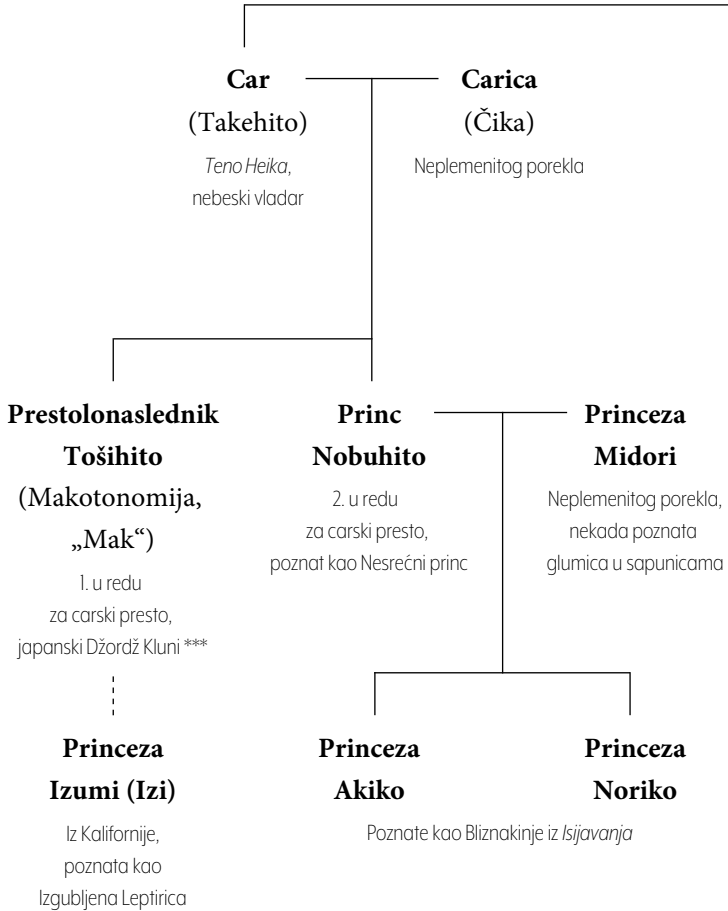 Car
(Takehito)
Teno Heika,
nebeski vladar
Carica
(Čika)
Neplemenitog porekla
Prestolonaslednik
Tošihito
(Makotonomija,
„Mak“)
1. u redu
za carski presto,
japanski Džordž Kluni ***
Princ
Nobuhito
2. u redu
za carski presto,
poznat kao Nesrećni princ
Princeza
Midori
Neplemenitog porekla,
nekada poznata
glumica u sapunicama
Princeza
Izumi (Izi)
Iz Kalifornije,
poznata kao
Izgubljena Leptirica
Princeza
Akiko
Princeza
Noriko
Poznate kao Bliznakinje iz Isijavanja